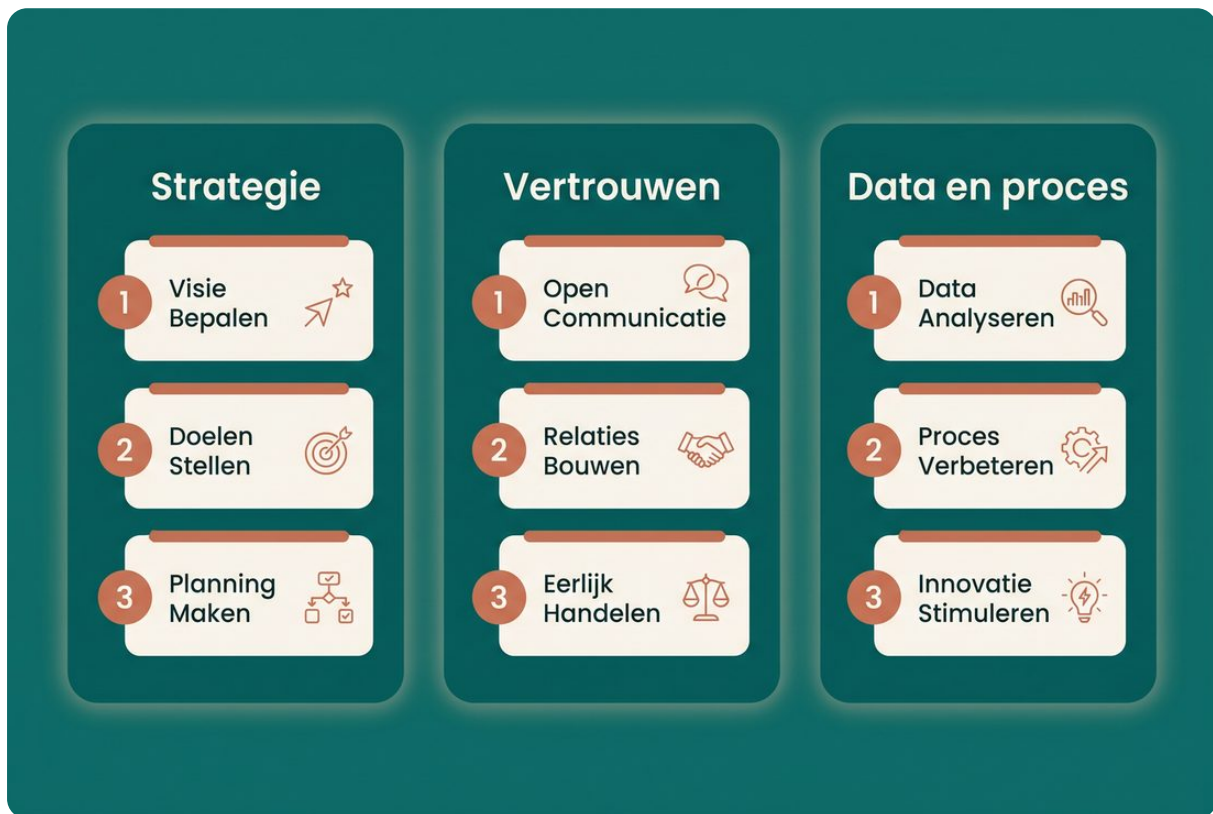 Strategie
1
Visie
Bepalen
2
Doelen
Stellen
3
Planning
Maken
Vertrouwen
1
Open
Communicatie
2
Relaties
Bouwen
3
Eerlijk
Handelen
Data en proces
1
Data
Analyseren
2
Proces
Verbeteren
3
Innovatie
Stimuleren